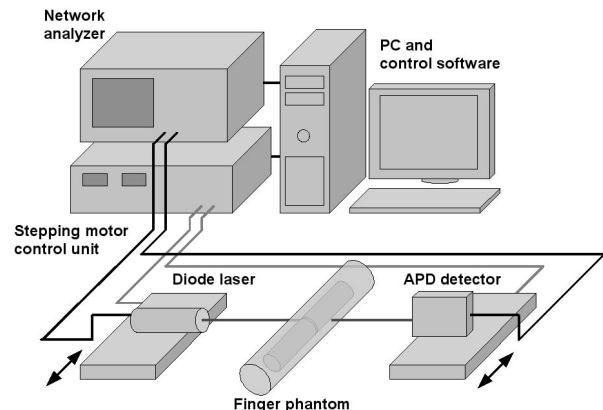 Network
analyzer
PC and
control software
Stepping motor
control unit
Diode laser
APD detector
Finger phantom